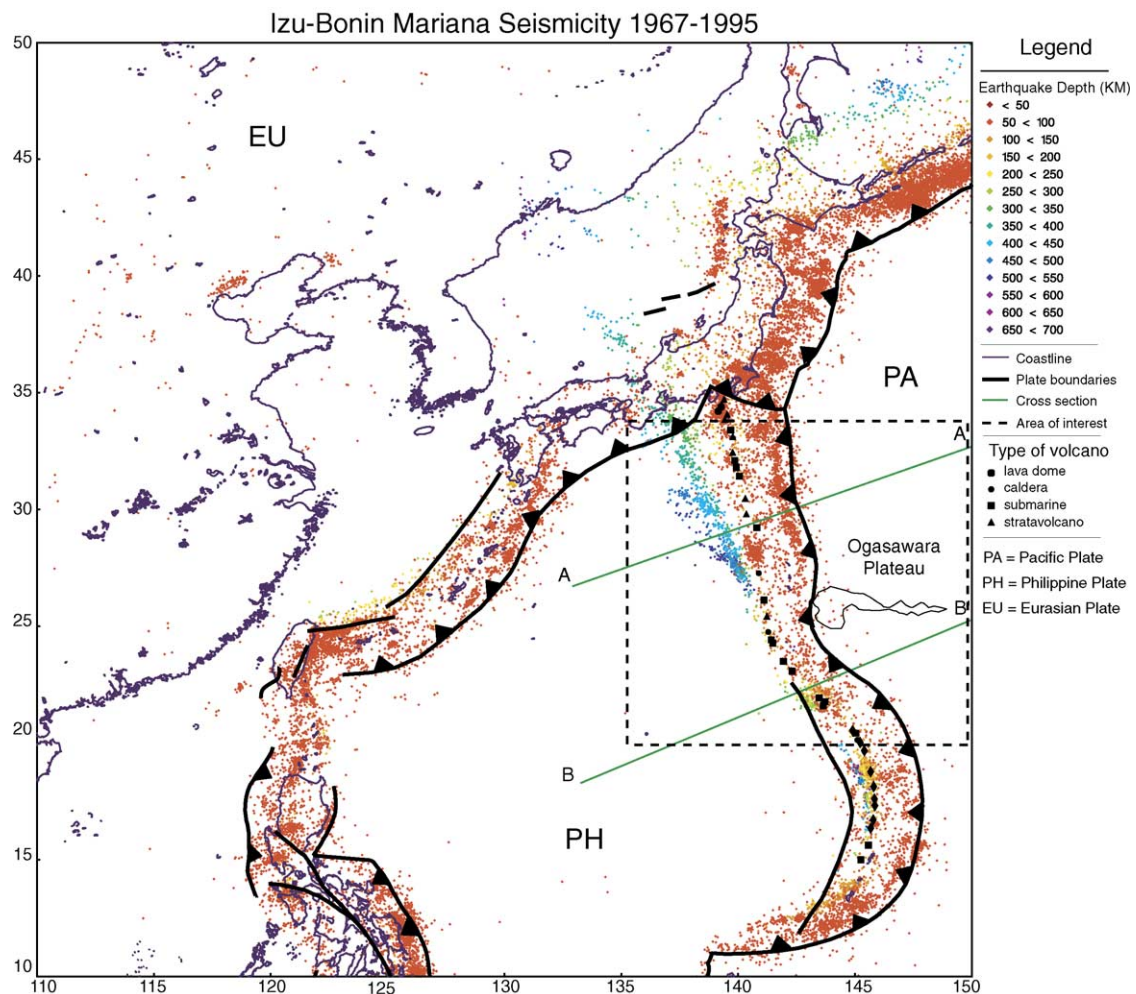 Izu-Bonin Mariana Seismicity 1967-1995
50
45
40
35
30
25
20
15
10
110
115
120
125
130
135
140
145
150
EU
PA
PH
A
A
B
B
Ogasawara
Plateau
Legend
Earthquake Depth (KM)
< 50
50 < 100
100 < 150
150 < 200
200 < 250
250 < 300
300 < 350
350 < 400
400 < 450
450 < 500
500 < 550
550 < 600
600 < 650
650 < 700
Coastline
Plate boundaries
Cross section
Area of interest
Type of volcano
lava dome
caldera
submarine
stratavolcano
PA = Pacific Plate
PH = Philippine Plate
EU = Eurasian Plate